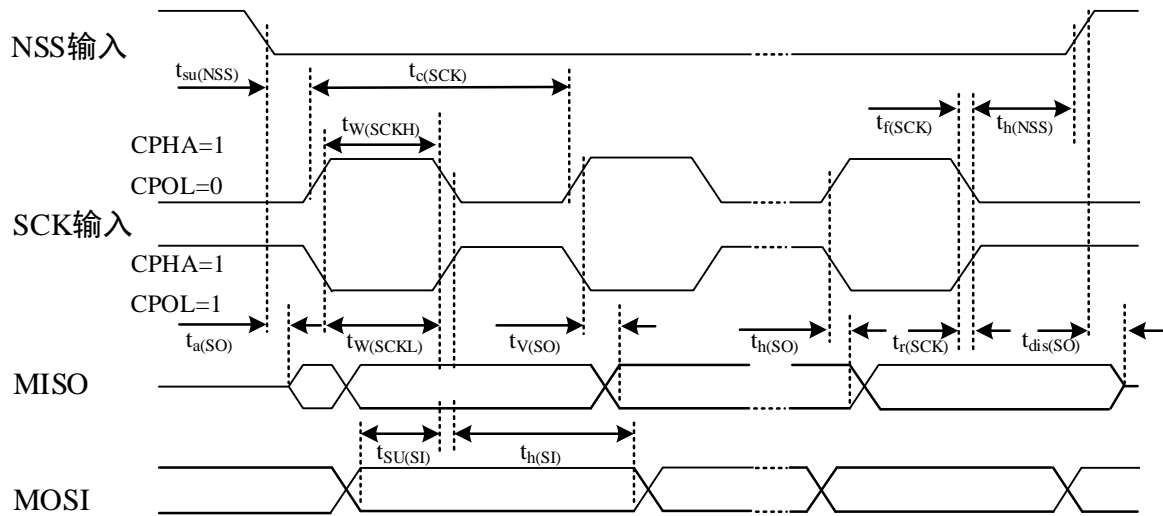 NSS输入
tsu(NSS)
tc(SCK)
tW(SCKH)
tf(SCK)
th(NSS)
CPHA=1
CPOL=0
SCK输入
CPHA=1
CPOL=1
ta(SO)
tW(SCKL)
tV(SO)
th(SO)
tr(SCK)
tdis(SO)
MISO
tSU(SI)
th(SI)
MOSI